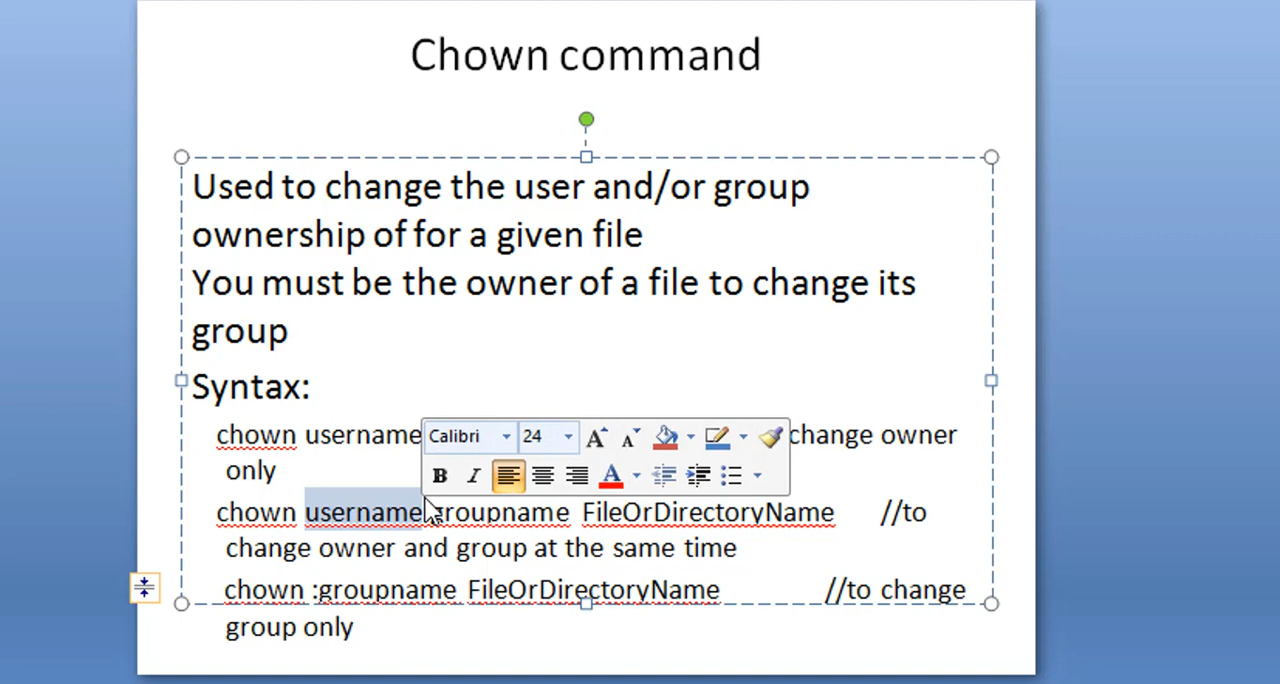 Chown command
Used to change the user and/or group
ownership of for a given file
You must be the owner of a file to change its
group
Syntax:
chown username change owner
only
Calibri 24
B I A
chown username groupname FileOrDirectoryName //to
change owner and group at the same time
chown :groupname FileOrDirectoryName //to change
group only